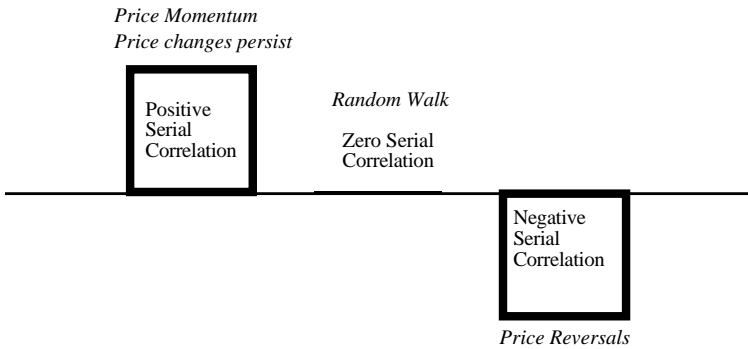 Price Momentum
Price changes persist
Positive
Serial
Correlation
Random Walk
Zero Serial
Correlation
Negative
Serial
Correlation
Price Reversals